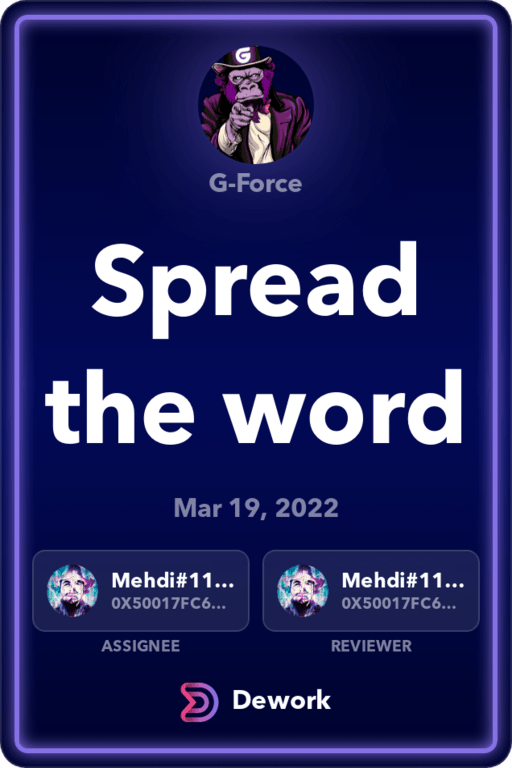 G
G-Force
Spread
the word
Mar 19, 2022
Mehdi#11...
0X50017FC6...
ASSIGNEE
Mehdi#11...
0X50017FC6...
REVIEWER
Dework